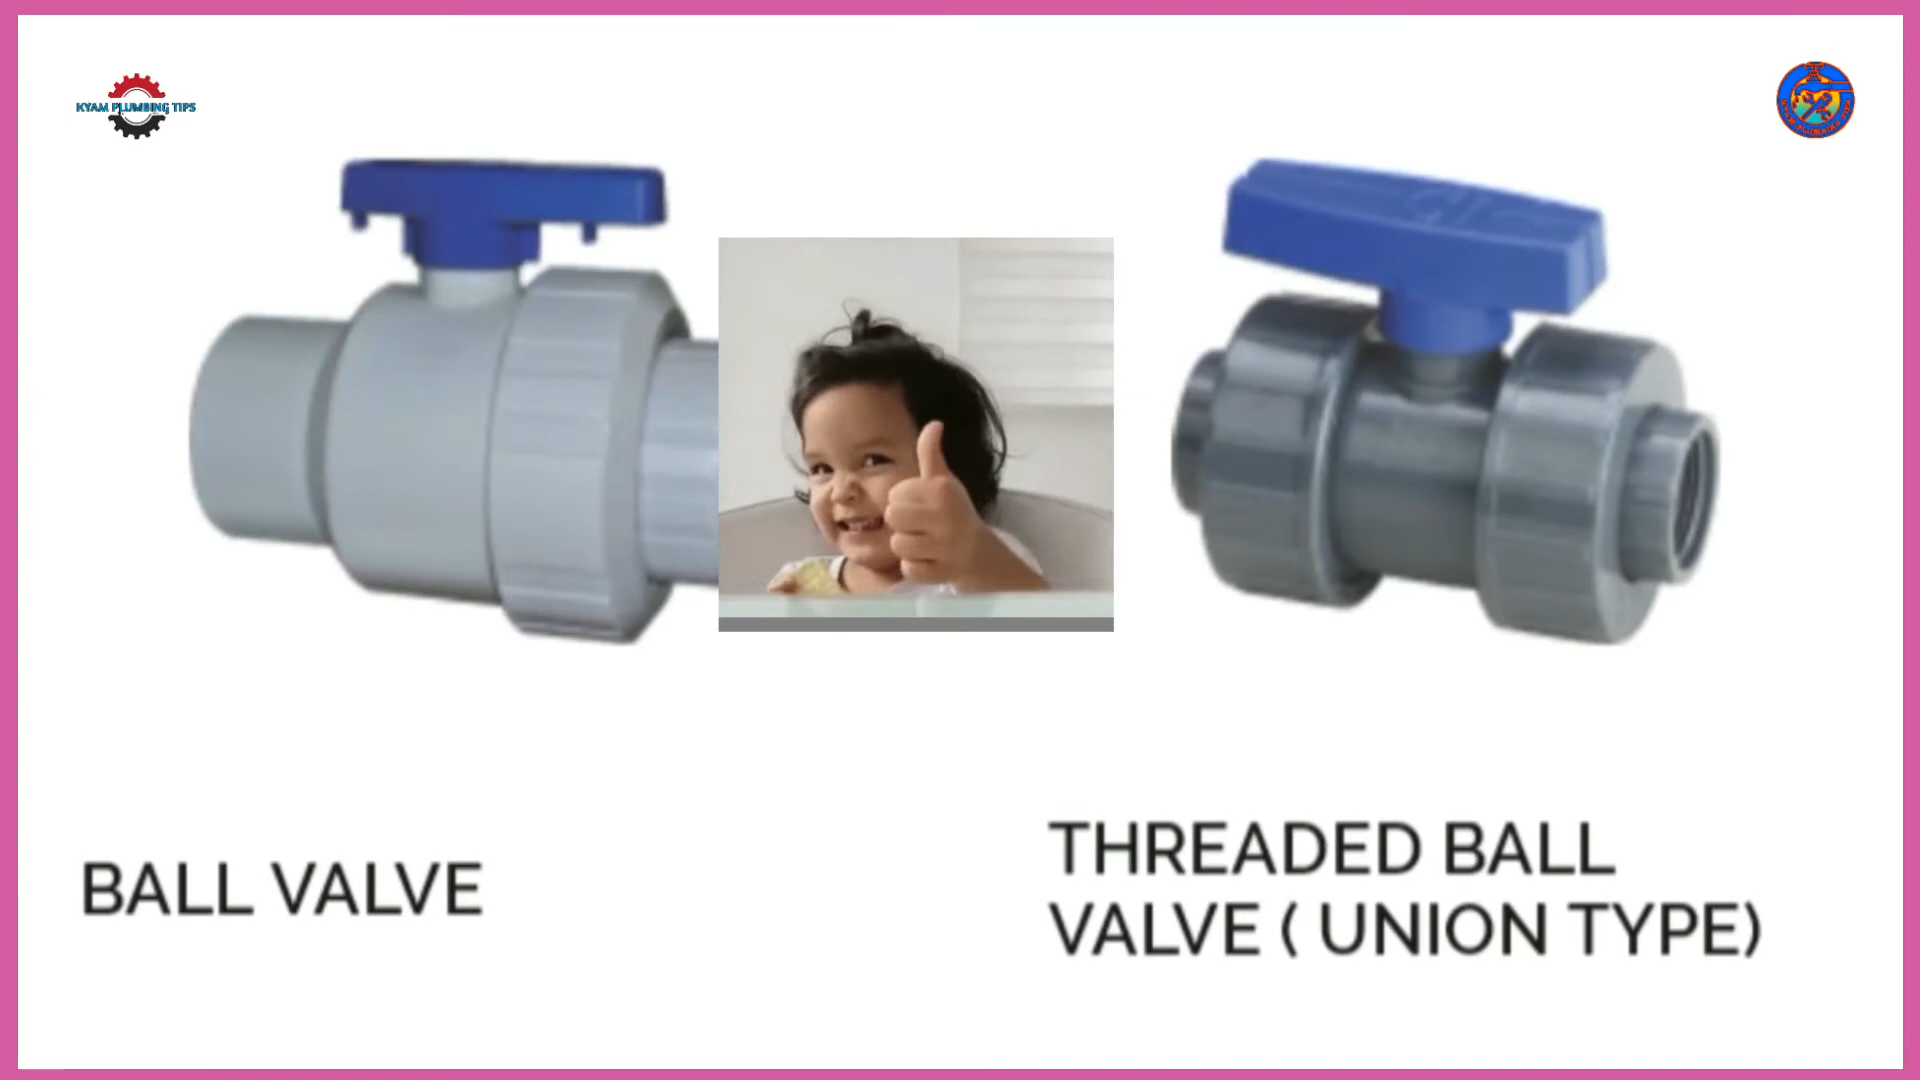 KYAM PLUMBING TIPS
BALL VALVE
THREADED BALL
VALVE ( UNION TYPE)